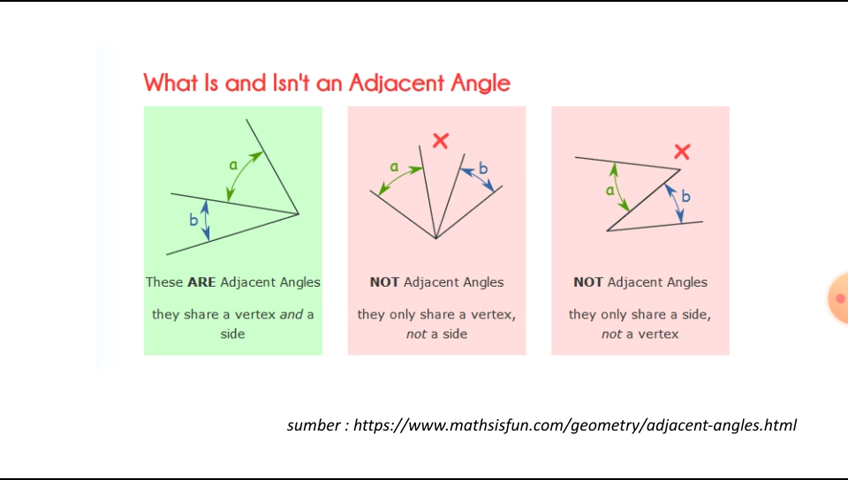 What Is and Isn't an Adjacent Angle
a
b
These ARE Adjacent Angles
they share a vertex and a
side
a
b
NOT Adjacent Angles
they only share a vertex,
not a side
a
b
NOT Adjacent Angles
they only share a side,
not a vertex
sumber : https://www.mathsisfun.com/geometry/adjacent-angles.html